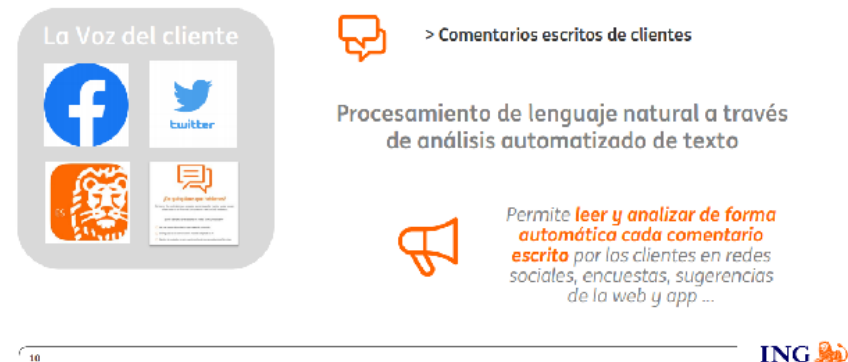 La Voz del cliente
twitter
ES
> Comentarios escritos de clientes
Procesamiento de lenguaje natural a través
de análisis automatizado de texto
Permite leer y analizar de forma
automática cada comentario
escrito por los clientes en redes
sociales, encuestas, sugerencias
de la web y app ...
10
ING